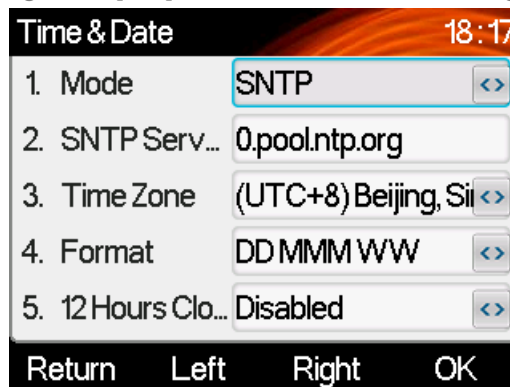 Time & Date 18:17
1. Mode SNTP
2. SNTP Serv... 0.pool.ntp.org
3. Time Zone (UTC+8) Beijing, Si
4. Format DD MMM WW
5. 12 Hours Clo... Disabled
Return Left Right OK